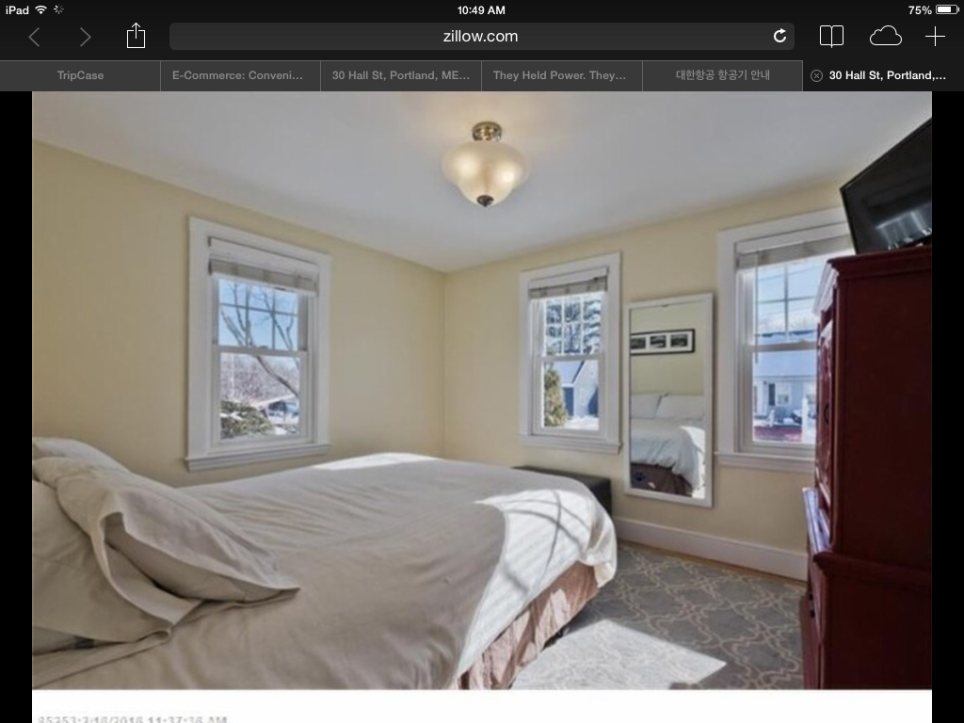 iPad 10:49 AM 75%
zillow.com
TripCase E-Commerce: Conveni... 30 Hall St, Portland, ME... They Held Power. They... 대한항공 항공기 안내 30 Hall St, Portland,...